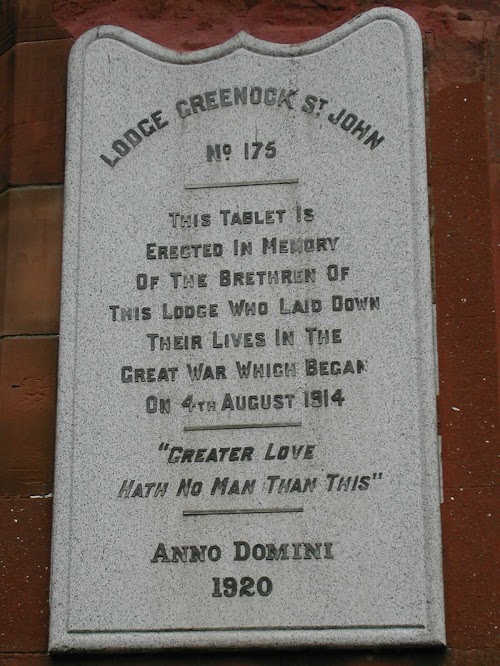 LODGE GREENOCK ST. JOHN
No 175
THIS TABLET IS
ERECTED IN MEMORY
OF THE BRETHREN OF
THIS LODGE WHO LAID DOWN
THEIR LIVES IN THE
GREAT WAR WHICH BEGAN
ON 4TH AUGUST 1914
"GREATER LOVE
HATH NO MAN THAN THIS"
ANNO DOMINI
1920